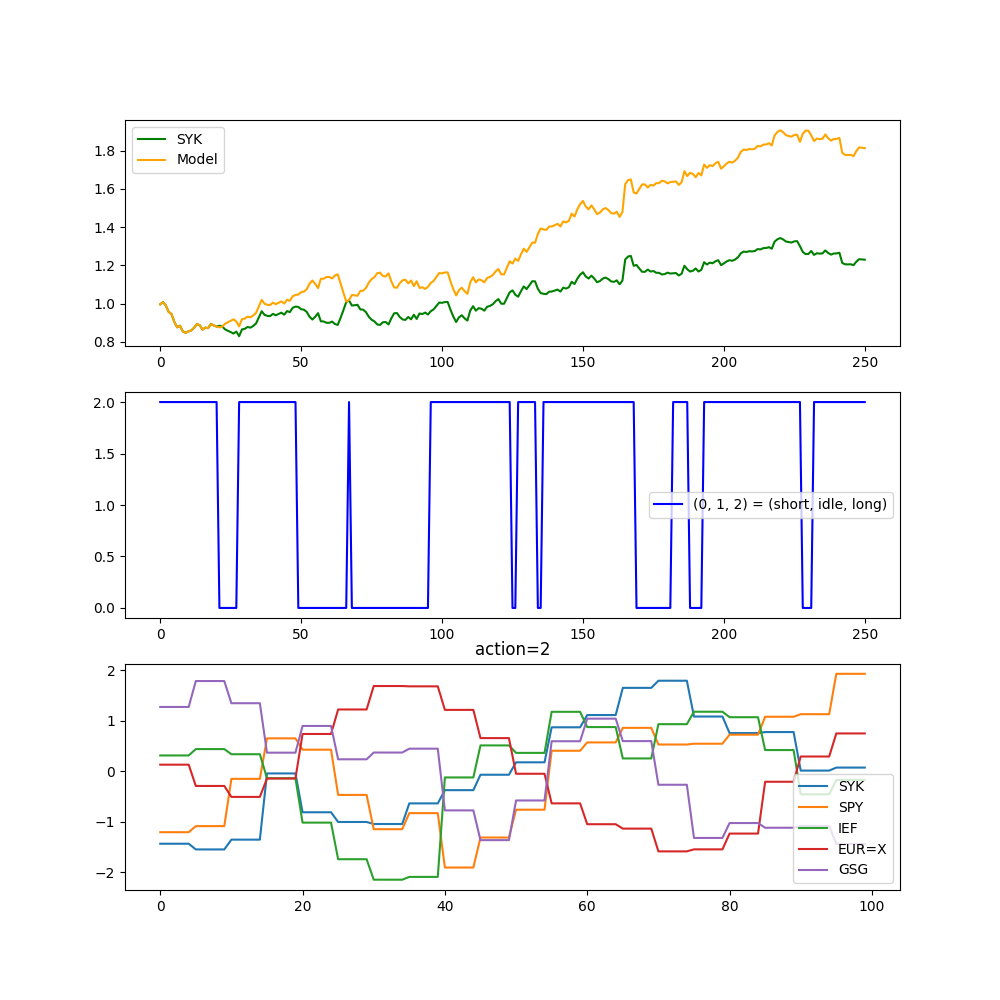 SYK
Model
1.8
1.6
1.4
1.2
1.0
0.8
0 50 100 150 200 250
2.0
1.5
1.0
0.5
0.0
(0, 1, 2) = (short, idle, long)
0 50 100 150 200 250
action=2
2
1
0
−1
−2
SYK
SPY
IEF
EUR=X
GSG
0 20 40 60 80 100